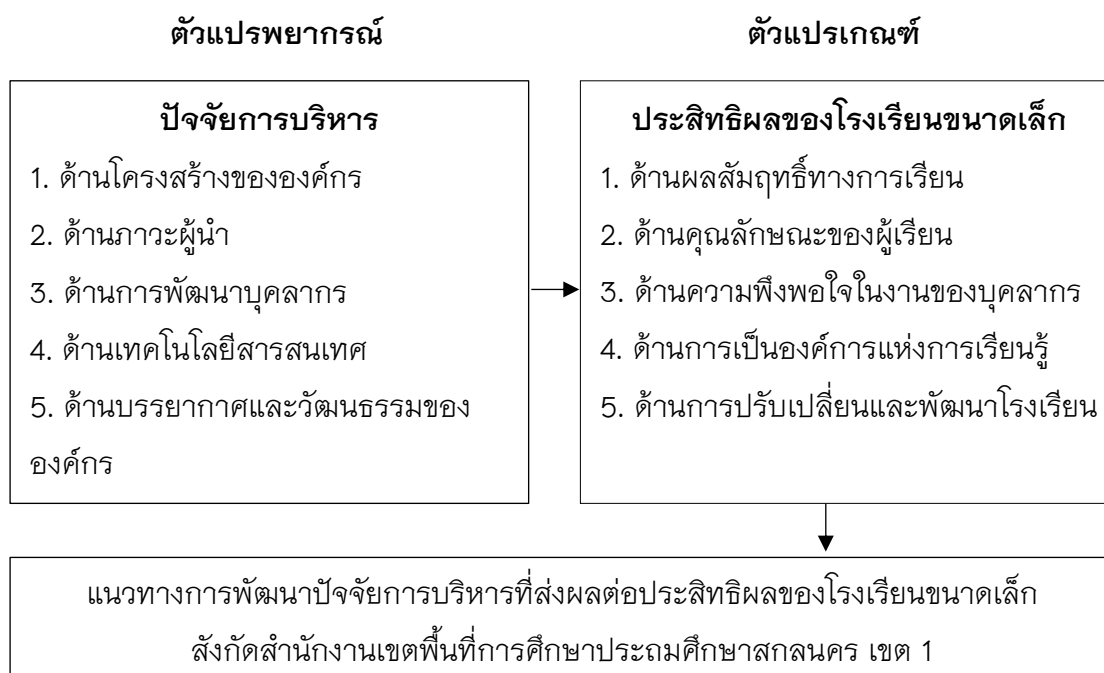 ตัวแปรพยากรณ์
ตัวแปรเกณฑ์
ปัจจัยการบริหาร
1. ด้านโครงสร้างขององค์กร
2. ด้านภาวะผู้นำ
3. ด้านการพัฒนาบุคลากร
4. ด้านเทคโนโลยีสารสนเทศ
5. ด้านบรรยากาศและวัฒนธรรมของ
องค์กร
ประสิทธิผลของโรงเรียนขนาดเล็ก
1. ด้านผลสัมฤทธิ์ทางการเรียน
2. ด้านคุณลักษณะของผู้เรียน
3. ด้านความพึงพอใจในงานของบุคลากร
4. ด้านการเป็นองค์การแห่งการเรียนรู้
5. ด้านการปรับเปลี่ยนและพัฒนาโรงเรียน
แนวทางการพัฒนาปัจจัยการบริหารที่ส่งผลต่อประสิทธิผลของโรงเรียนขนาดเล็ก
สังกัดสำนักงานเขตพื้นที่การศึกษาประถมศึกษาสกลนคร เขต 1